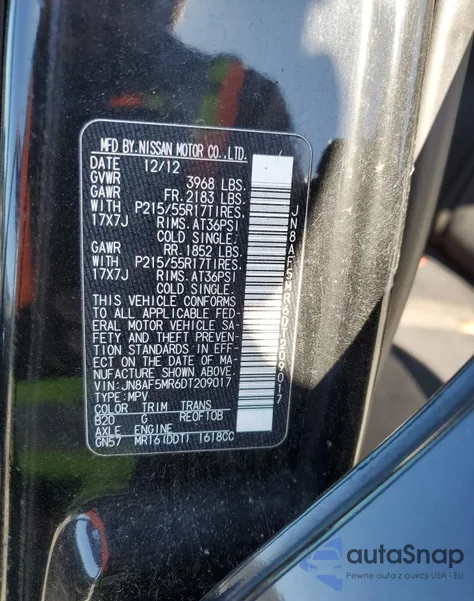 MFD BY.NISSAN MOTOR CO.,LTD.
DATE 12/12
GVWR 3968 LBS.
GAWR FR. 2183 LBS.
WITH P215/55R17TIRES.
17X7J RIMS.AT36PSI
COLD SINGLE.
GAWR RR. 1852 LBS.
WITH P215/55R17TIRES.
17X7J RIMS.AT36PSI
COLD SINGLE.
THIS VEHICLE CONFORMS
TO ALL APPLICABLE FED-
ERAL MOTOR VEHICLE SA-
FETY AND THEFT PREVEN-
TION STANDARDS IN EFF-
ECT ON THE DATE OF MA-
NUFACTURE SHOWN ABOVE.
VIN:JN8AF5MR6DT209017
TYPE:MPV
COLOR TRIM TRANS
820 G RE0F10B
AXLE ENGINE
GN57 MR16(DDT) 1618CC
JN8AF5MR6DT209017
autoSnap
Pewne auta z aukcji USA i EU